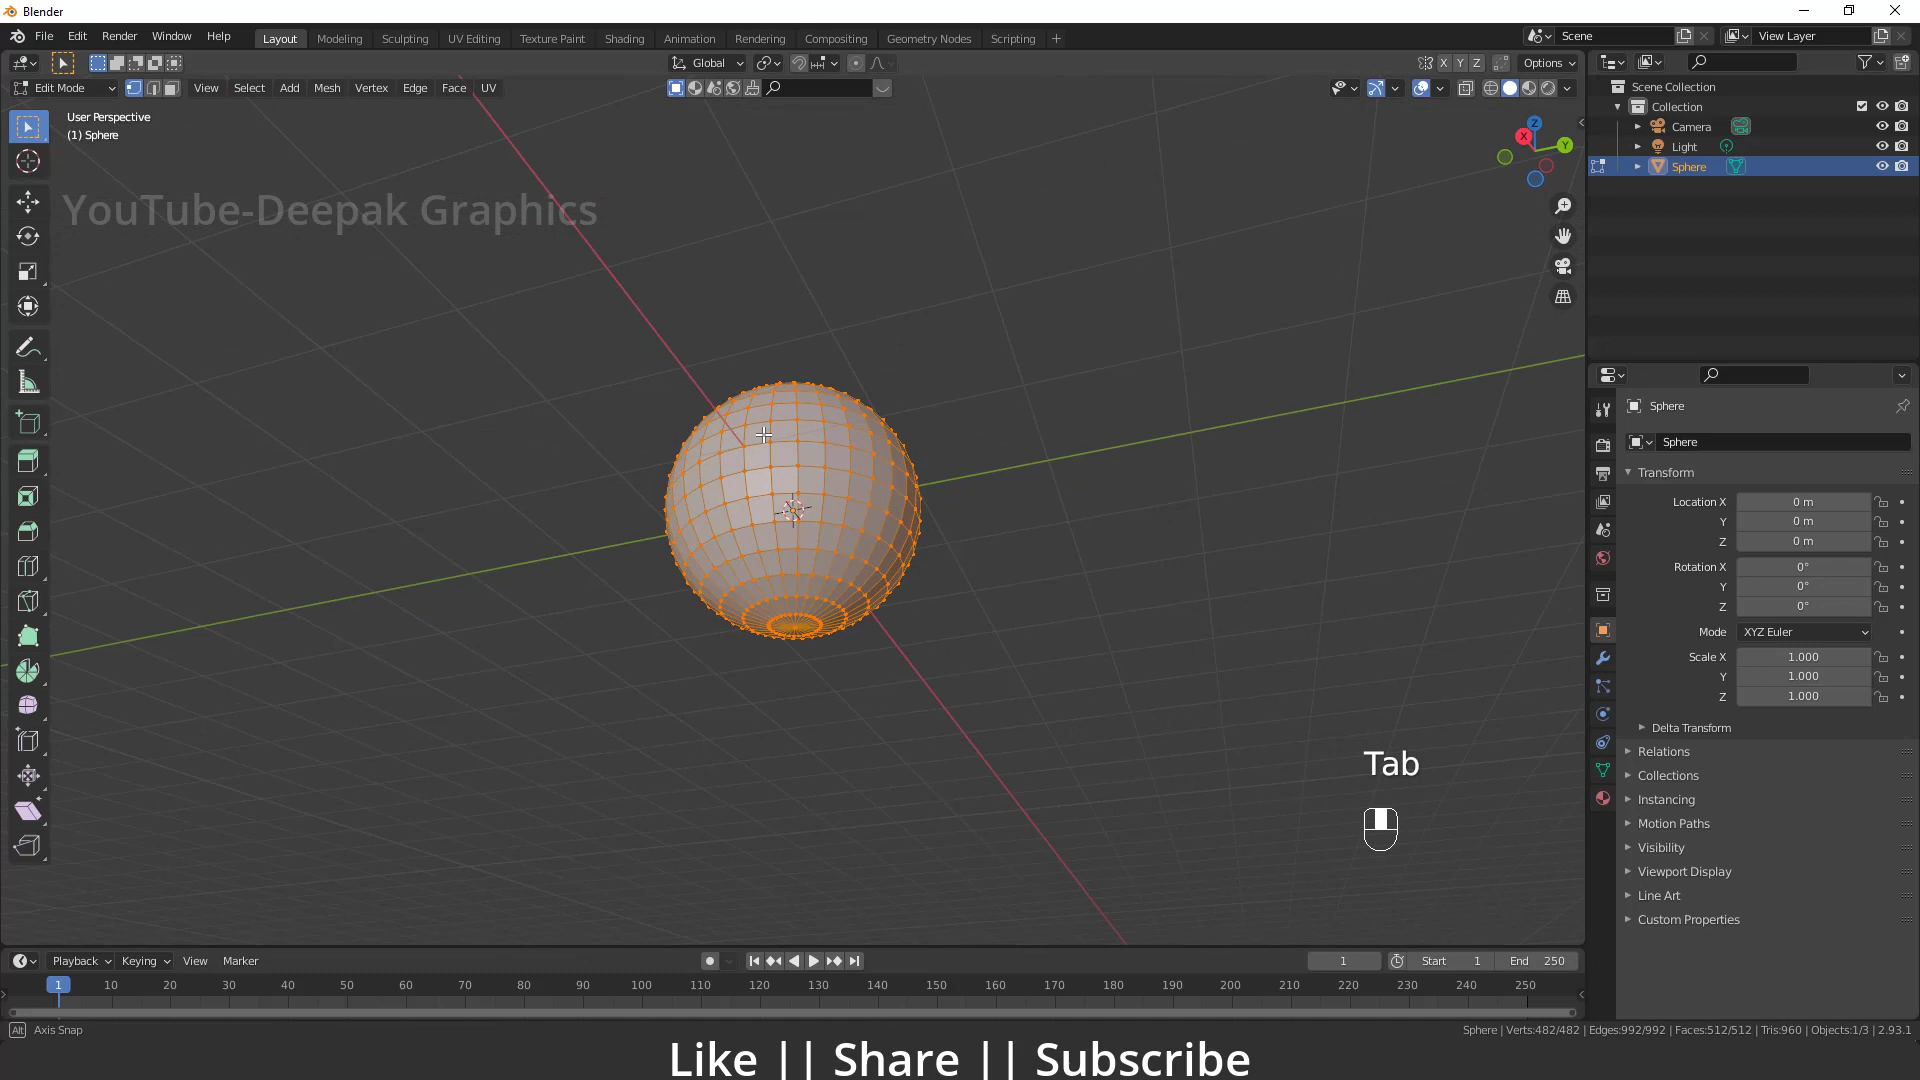 Blender
File Edit Render Window Help
Layout Modeling Sculpting UV Editing Texture Paint Shading Animation Rendering Compositing Geometry Nodes Scripting +
Scene
View Layer
Global
X Y Z
Options
Edit Mode
View Select Add Mesh Vertex Edge Face UV
User Perspective
(1) Sphere
YouTube-Deepak Graphics
Z
X
Y
Scene Collection
Collection
Camera
Light
Sphere
Sphere
Sphere
Transform
Location X 0 m
Y 0 m
Z 0 m
Rotation X 0°
Y 0°
Z 0°
Mode XYZ Euler
Scale X 1.000
Y 1.000
Z 1.000
Delta Transform
Relations
Collections
Instancing
Motion Paths
Visibility
Viewport Display
Line Art
Custom Properties
Tab
Playback Keying View Marker
1
Start 1
End 250
1 10 20 30 40 50 60 70 80 90 100 110 120 130 140 150 160 170 180 190 200 210 220 230 240 250
Alt Axis Snap
Sphere | Verts:482/482 | Edges:992/992 | Faces:512/512 | Tris:960 | Objects:1/3 | 2.93.1
Like || Share || Subscribe